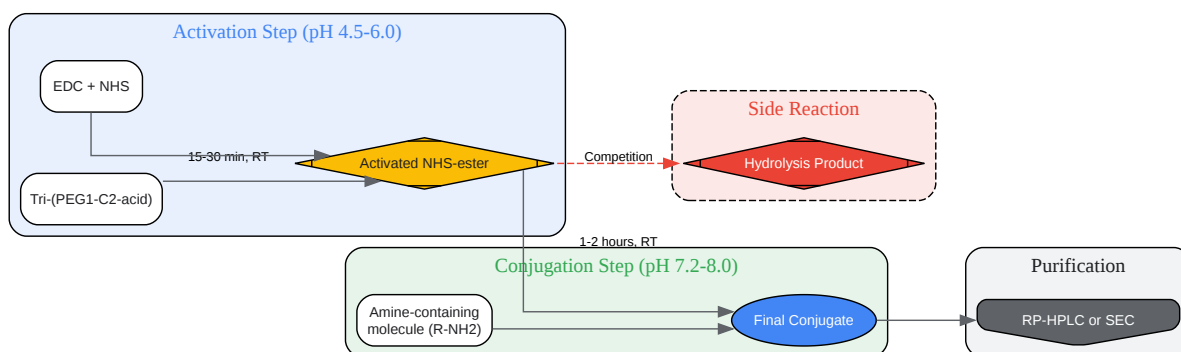 Activation Step (pH 4.5-6.0)
EDC + NHS
15-30 min, RT
Activated NHS-ester
Tri-(PEG1-C2-acid)
Competition
Side Reaction
Hydrolysis Product
1-2 hours, RT
Conjugation Step (pH 7.2-8.0)
Amine-containing
molecule (R-NH2)
Final Conjugate
Purification
RP-HPLC or SEC